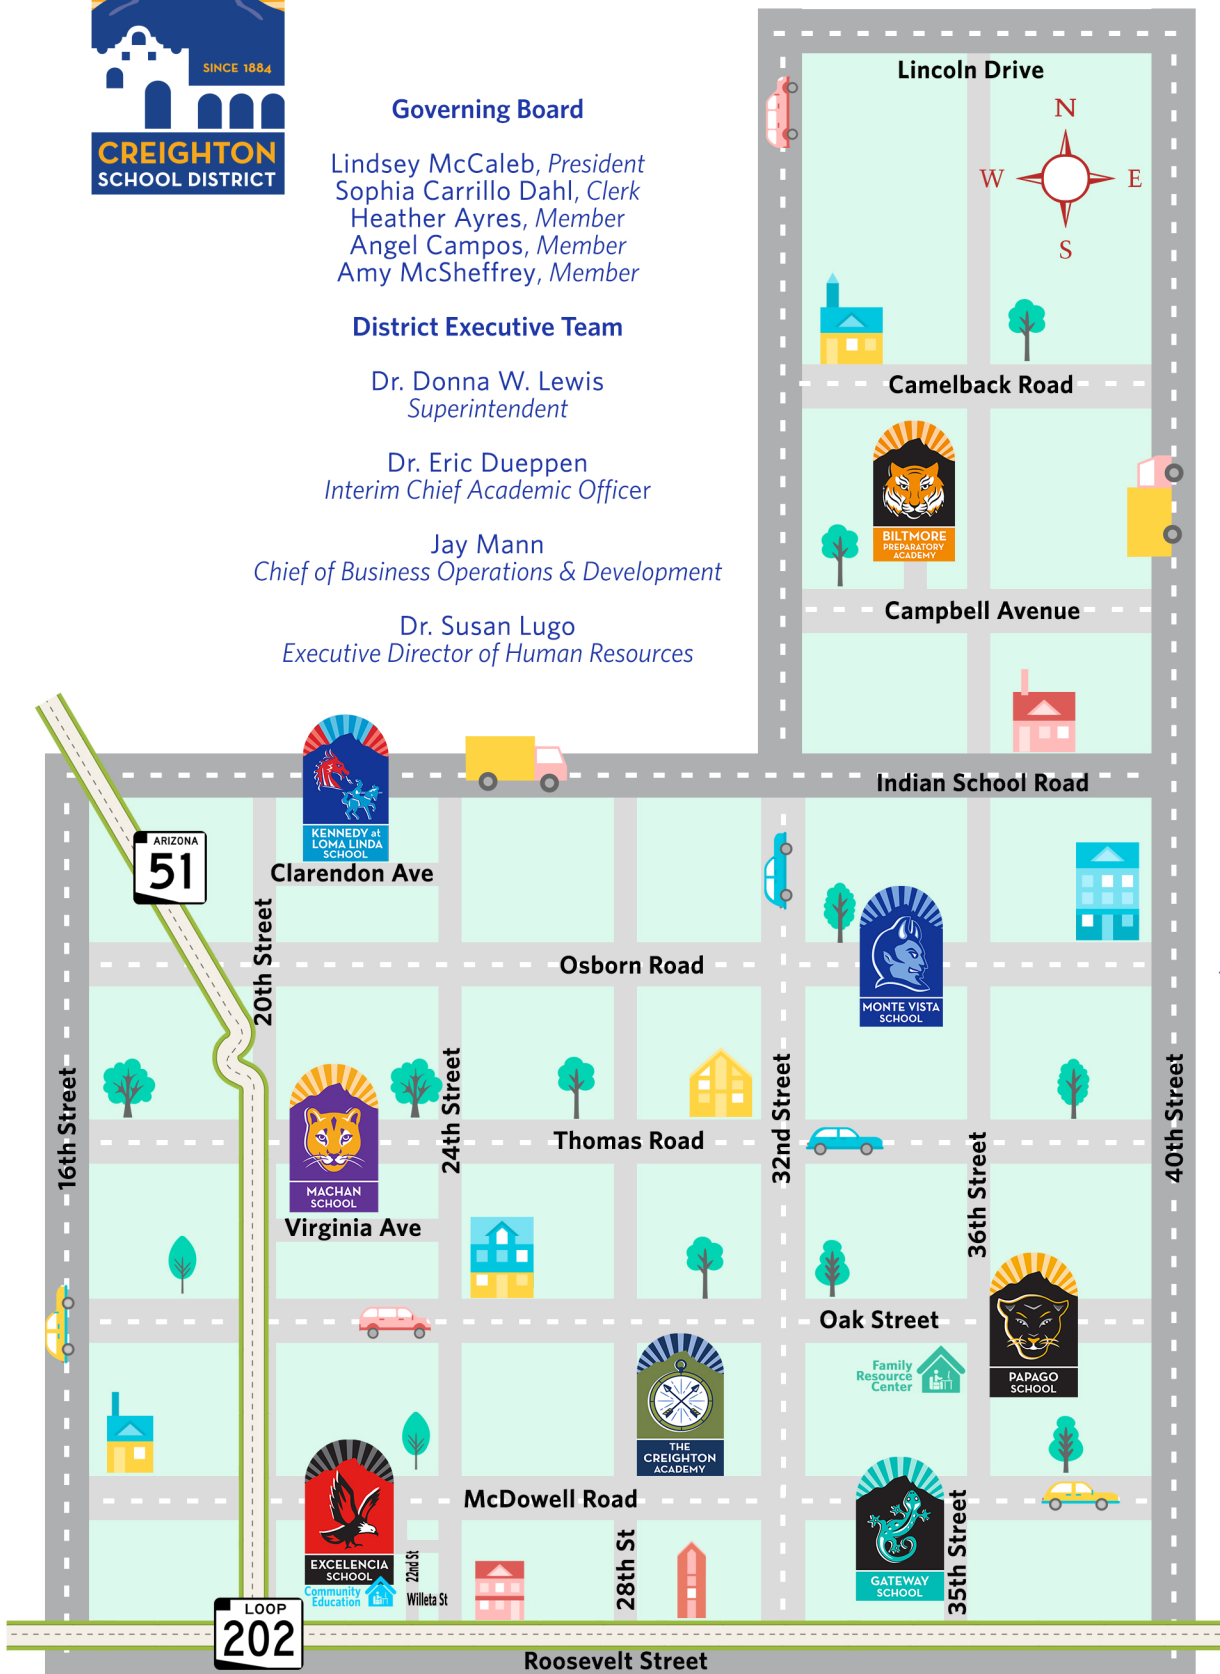 SINCE 1884
CREIGHTON
SCHOOL DISTRICT
Governing Board
Lindsey McCaleb, President
Sophia Carrillo Dahl, Clerk
Heather Ayres, Member
Angel Campos, Member
Amy McSheffrey, Member
District Executive Team
Dr. Donna W. Lewis
Superintendent
Dr. Eric Dueppen
Interim Chief Academic Officer
Jay Mann
Chief of Business Operations & Development
Dr. Susan Lugo
Executive Director of Human Resources
Lincoln Drive
N
W
E
S
Camelback Road
BILTMORE
PREPARATORY
ACADEMY
Campbell Avenue
Indian School Road
ARIZONA
51
KENNEDY at
LOMA LINDA
SCHOOL
Clarendon Ave
20th Street
Osborn Road
MONTE VISTA
SCHOOL
16th Street
24th Street
32nd Street
40th Street
MACHAN
SCHOOL
Thomas Road
36th Street
Virginia Ave
Oak Street
Family
Resource
Center
PAPAGO
SCHOOL
THE
CREIGHTON
ACADEMY
McDowell Road
EXCELENCIA
SCHOOL
Community
Education
22nd St
Willeta St
28th St
GATEWAY
SCHOOL
35th Street
LOOP
202
Roosevelt Street